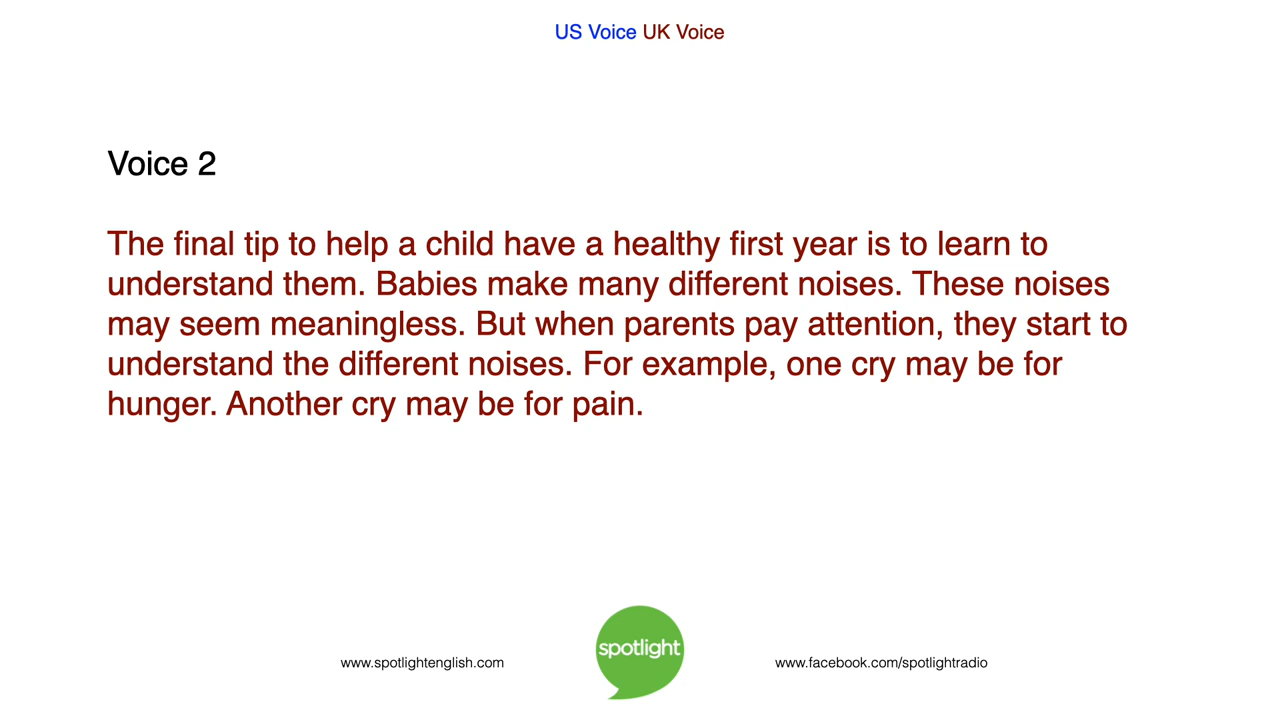 US Voice UK Voice
Voice 2
The final tip to help a child have a healthy first year is to learn to
understand them. Babies make many different noises. These noises
may seem meaningless. But when parents pay attention, they start to
understand the different noises. For example, one cry may be for
hunger. Another cry may be for pain.
spotlight
www.spotlightenglish.com
www.facebook.com/spotlightradio